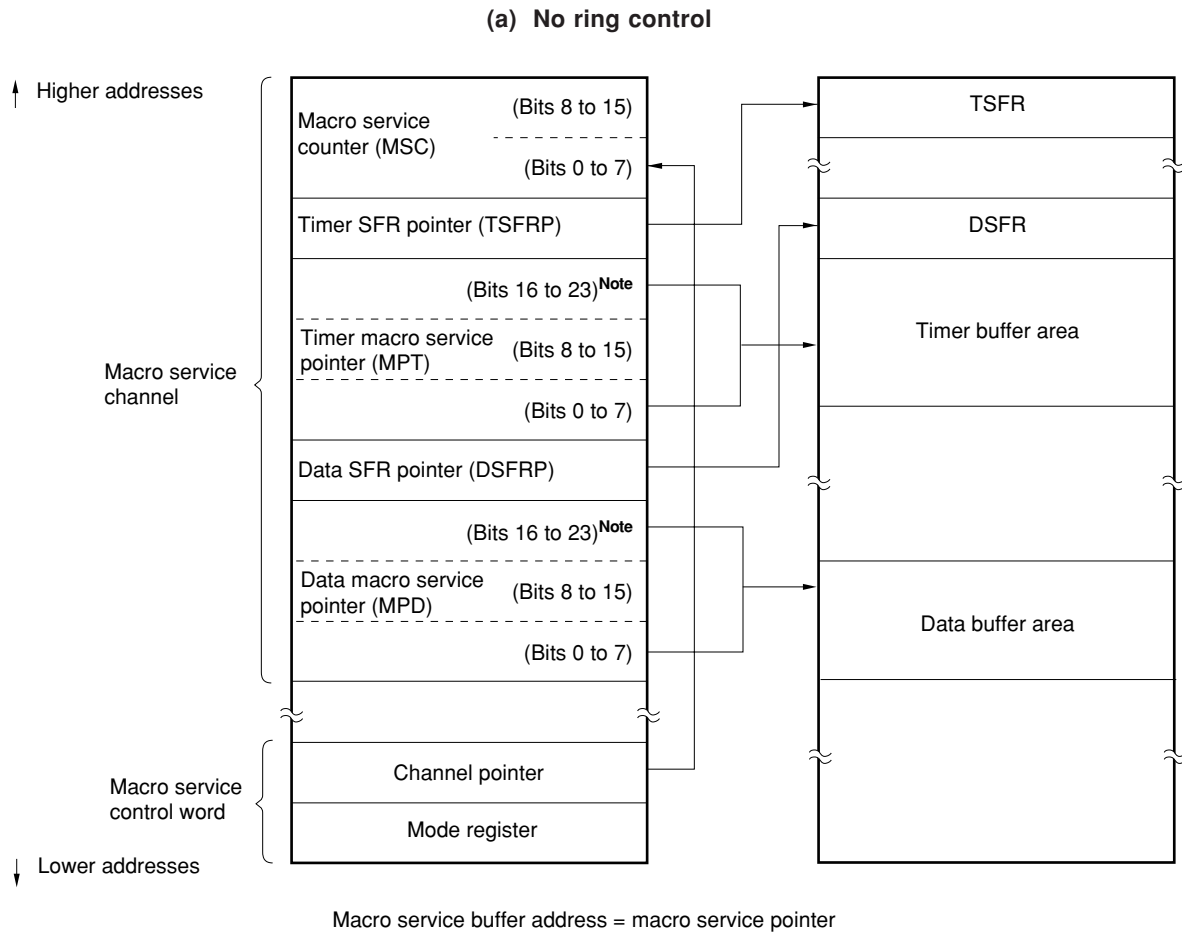 (a) No ring control
Higher addresses
Macro service
counter (MSC)
(Bits 8 to 15)
(Bits 0 to 7)
Timer SFR pointer (TSFRP)
(Bits 16 to 23)Note
Timer macro service
pointer (MPT)
(Bits 8 to 15)
(Bits 0 to 7)
Data SFR pointer (DSFRP)
(Bits 16 to 23)Note
Data macro service
pointer (MPD)
(Bits 8 to 15)
(Bits 0 to 7)
Macro service
channel
Channel pointer
Mode register
Macro service
control word
Lower addresses
TSFR
DSFR
Timer buffer area
Data buffer area
Macro service buffer address = macro service pointer